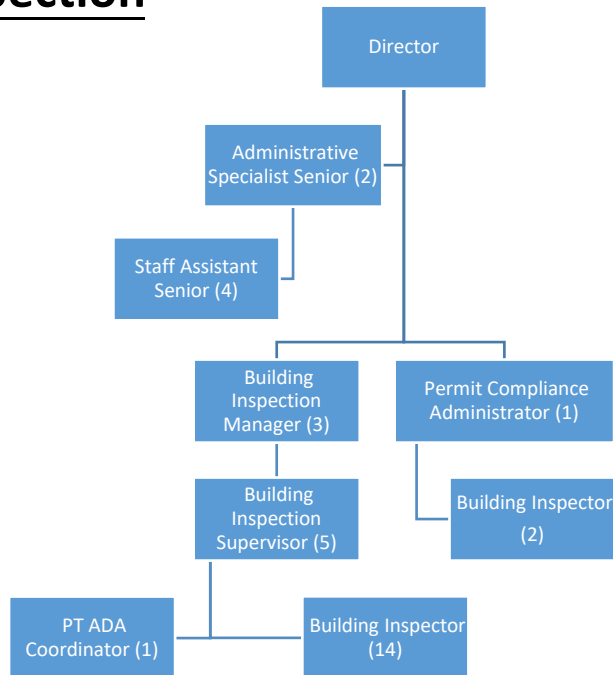 Director
Administrative
Specialist Senior (2)
Staff Assistant
Senior (4)
Building
Inspection
Manager (3)
Permit Compliance
Administrator (1)
Building
Inspection
Supervisor (5)
Building Inspector
(2)
PT ADA
Coordinator (1)
Building Inspector
(14)